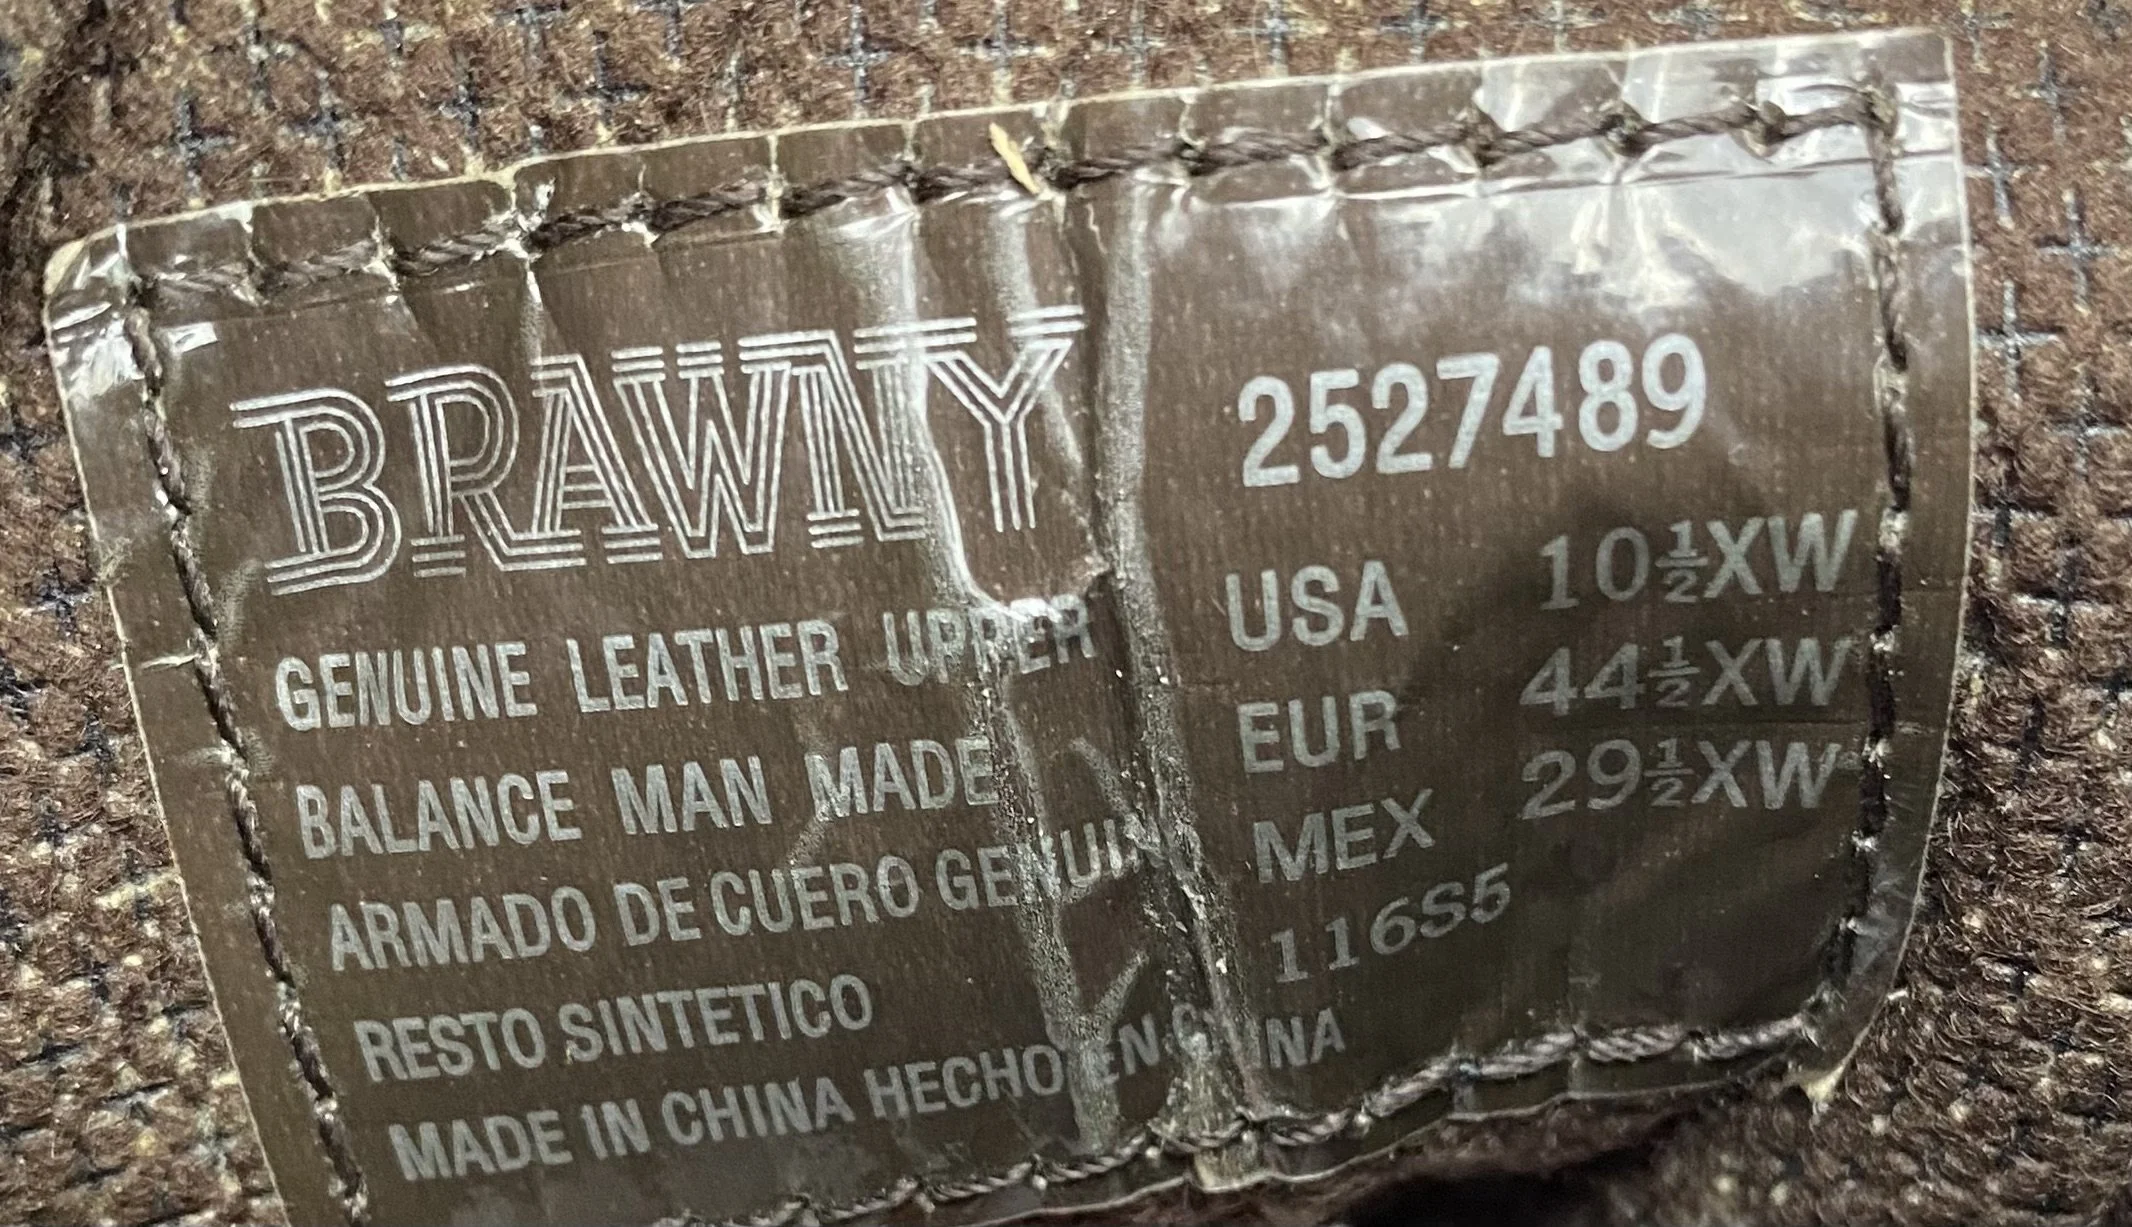 BRAWNY
GENUINE LEATHER UPPER
BALANCE MAN MADE
ARMADO DE CUERO GENUINO
RESTO SINTETICO
MADE IN CHINA HECHO EN CHINA
2527489
USA 10½XW
EUR 44½XW
MEX 29½XW
116S5